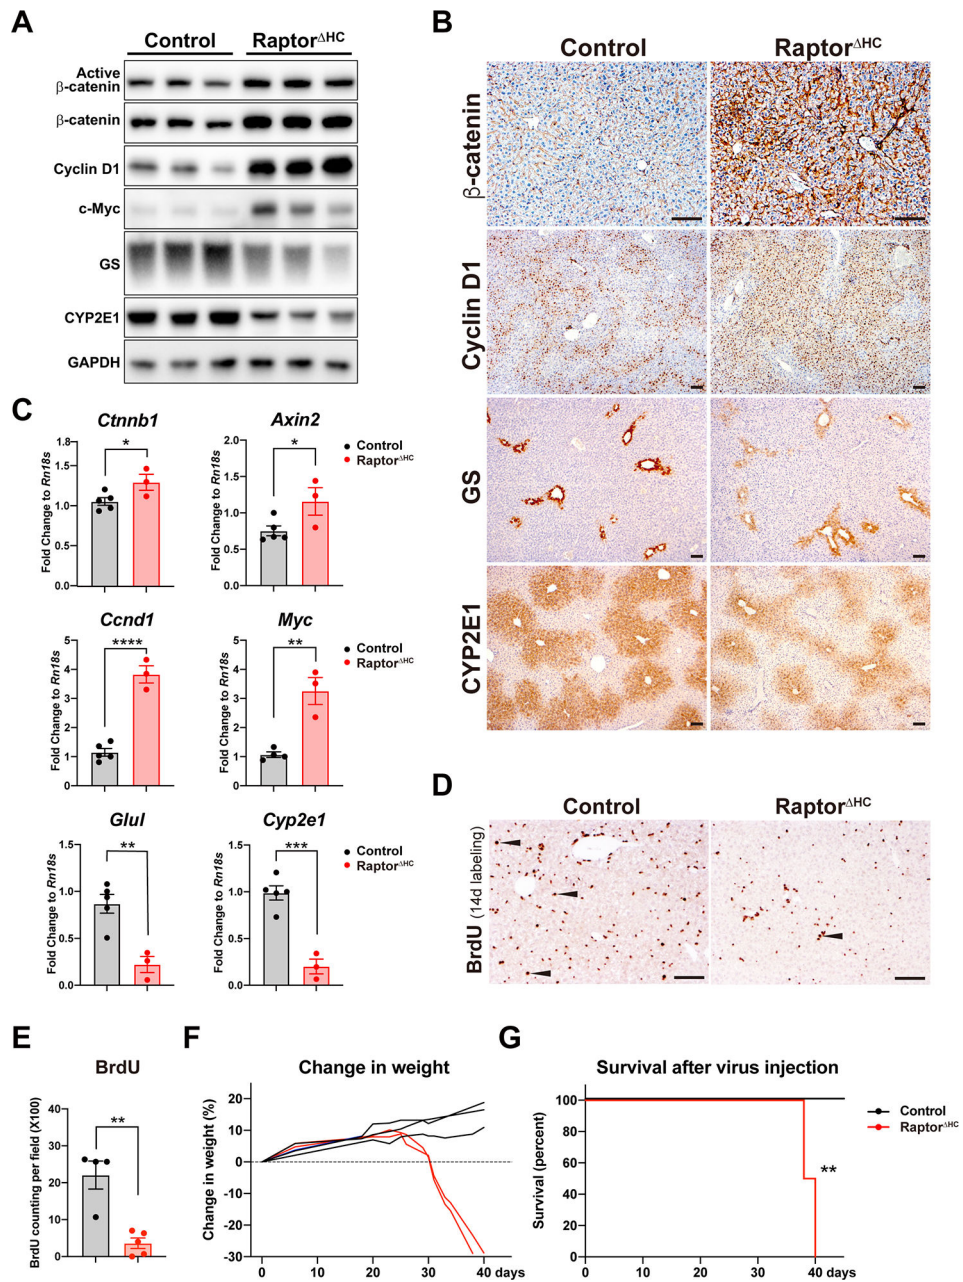 A
Control
Raptor^ΔHC
Active
β-catenin
β-catenin
Cyclin D1
c-Myc
GS
CYP2E1
GAPDH
B
Control
Raptor^ΔHC
β-catenin
Cyclin D1
GS
CYP2E1
C
Ctnnb1
Fold Change to Rn18s
1.8
1.5
1.0
0.0
*
Axin2
Fold Change to Rn18s
2.0
1.5
1.0
0.5
0.0
*
Control
Raptor^ΔHC
Ccnd1
Fold Change to Rn18s
5
4
3
2
1
0
****
Myc
Fold Change to Rn18s
5
4
3
2
1
0
**
Control
Raptor^ΔHC
Glul
Fold Change to Rn18s
1.5
1.0
0.5
0.0
**
Cyp2e1
Fold Change to Rn18s
1.5
1.0
0.5
0.0
***
Control
Raptor^ΔHC
D
Control
Raptor^ΔHC
BrdU (14d labeling)
E
BrdU
BrdU counting per field (X100)
40
30
20
10
0
**
F
Change in weight
Change in weight (%)
20
10
0
-10
-20
-30
0 10 20 30 40 days
G
Survival after virus injection
Survival (percent)
100
80
60
40
20
0
0 10 20 30 40 days
**
Control
Raptor^ΔHC